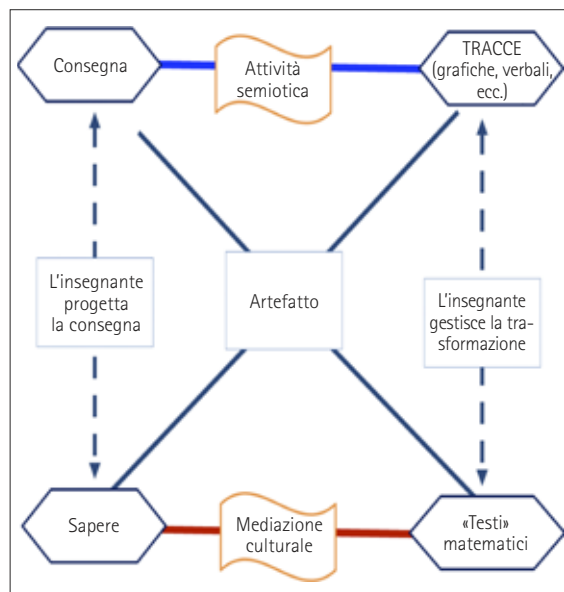 Consegna
Attività
semiotica
TRACCE
(grafiche, verbali,
ecc.)
L'insegnante
progetta
la consegna
Artefatto
L'insegnante
gestisce la tra-
sformazione
Sapere
Mediazione
culturale
«Testi»
matematici